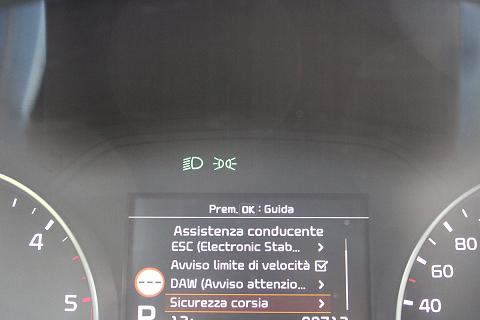 Prem. OK : Guida
Assistenza conducente
ESC (Electronic Stab...
Avviso limite di velocità
DAW (Avviso attenzio...
Sicurezza corsia
P
4
5
80
60
40